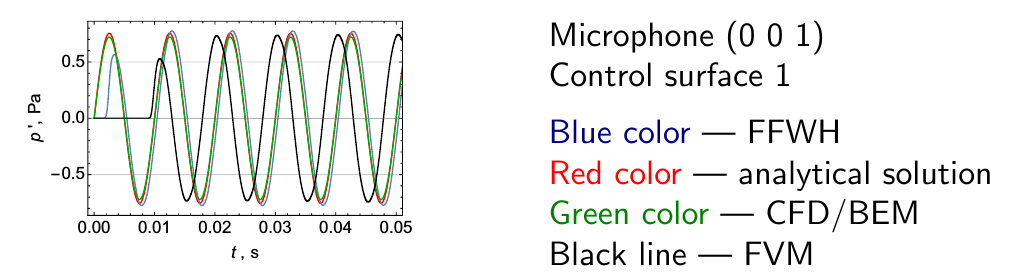 0.5
0.0
−0.5
p', Pa
0.00 0.01 0.02 0.03 0.04 0.05
t, s
Microphone (0 0 1)
Control surface 1
Blue color — FFWH
Red color — analytical solution
Green color — CFD/BEM
Black line — FVM